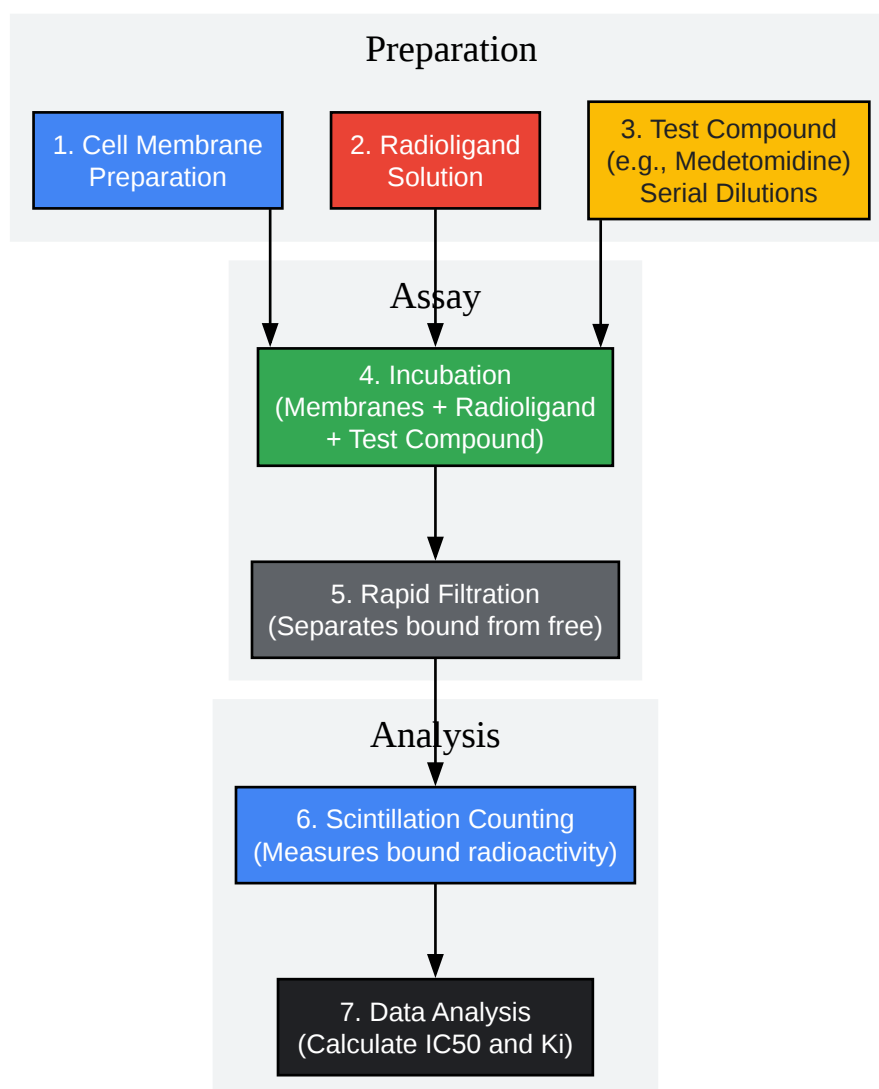 Preparation
1. Cell Membrane
Preparation
2. Radioligand
Solution
3. Test Compound
(e.g., Medetomidine)
Serial Dilutions
Assay
4. Incubation
(Membranes + Radioligand
+ Test Compound)
5. Rapid Filtration
(Separates bound from free)
Analysis
6. Scintillation Counting
(Measures bound radioactivity)
7. Data Analysis
(Calculate IC50 and Ki)